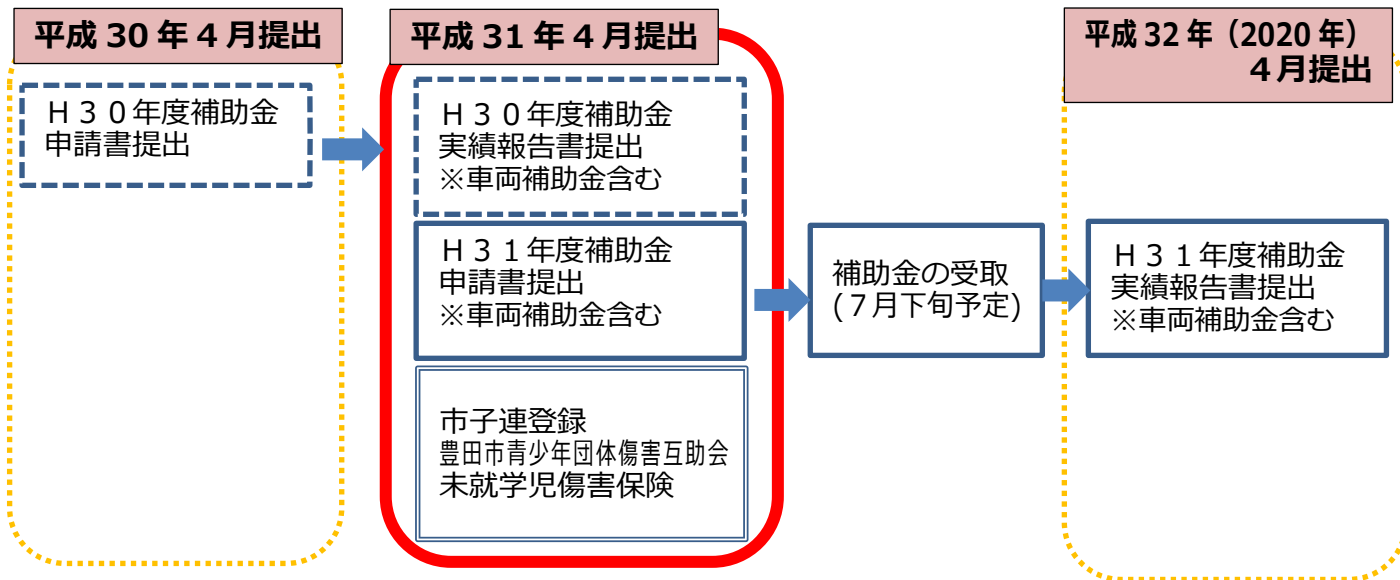 平成 30 年 4 月提出
Ｈ３０年度補助金
申請書提出
平成 31 年 4 月提出
Ｈ３０年度補助金
実績報告書提出
※車両補助金含む
Ｈ３１年度補助金
申請書提出
※車両補助金含む
市子連登録
豊田市青少年団体傷害互助会
未就学児傷害保険
補助金の受取
(７月下旬予定)
平成 32 年（2020 年）
４月提出
Ｈ３１年度補助金
実績報告書提出
※車両補助金含む